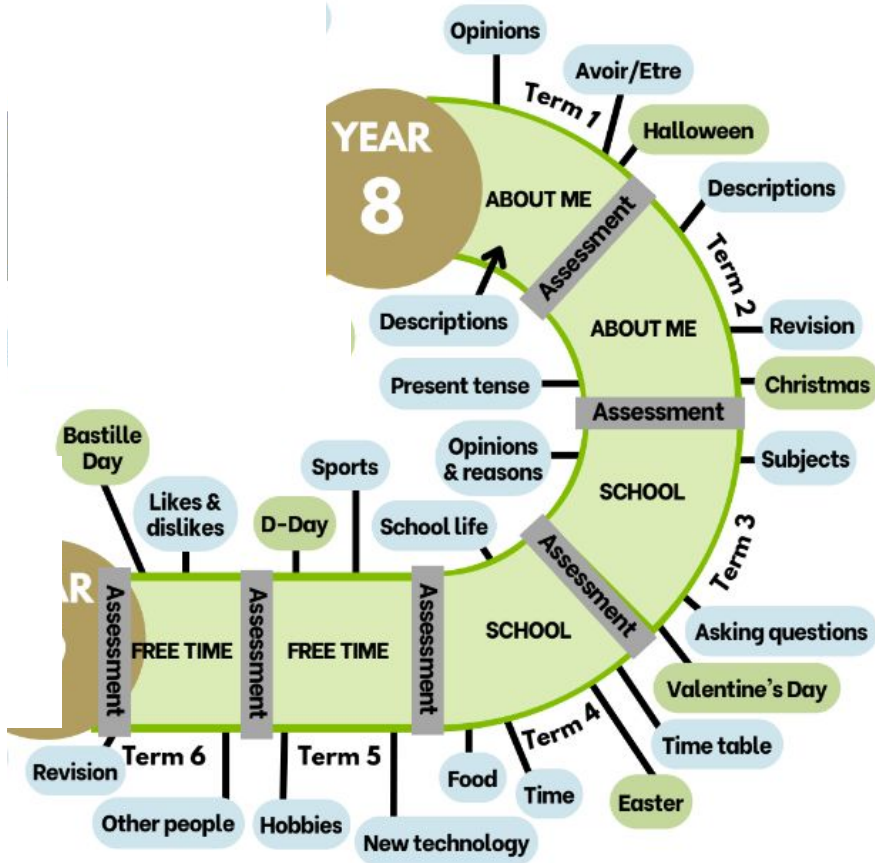 Opinions
Avoir/Etre
Term 1
Halloween
YEAR
8
ABOUT ME
Assessment
Descriptions
Descriptions
Term 2
ABOUT ME
Revision
Present tense
Christmas
Assessment
Opinions
& reasons
Subjects
SCHOOL
Term 3
School life
Assessment
Asking questions
Valentine's Day
SCHOOL
Time table
Term 4
Easter
Time
Food
Assessment
Sports
D-Day
FREE TIME
Term 5
New technology
Hobbies
Assessment
Likes &
dislikes
Bastille
Day
FREE TIME
Term 6
Other people
Revision
Assessment
AR